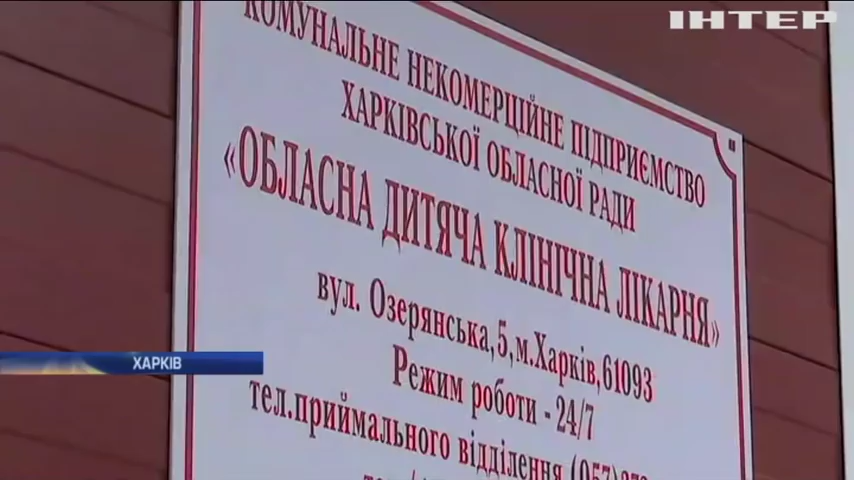 ІНТЕР
КОМУНАЛЬНЕ НЕКОМЕРЦІЙНЕ ПІДПРИЄМСТВО
ХАРКІВСЬКОЇ ОБЛАСНОЇ РАДИ
«ОБЛАСНА ДИТЯЧА КЛІНІЧНА ЛІКАРНЯ»
вул. Озерянська,5,м.Харків,61093
Режим роботи - 24/7
тел.приймального відділення (057)
ХАРКІВ